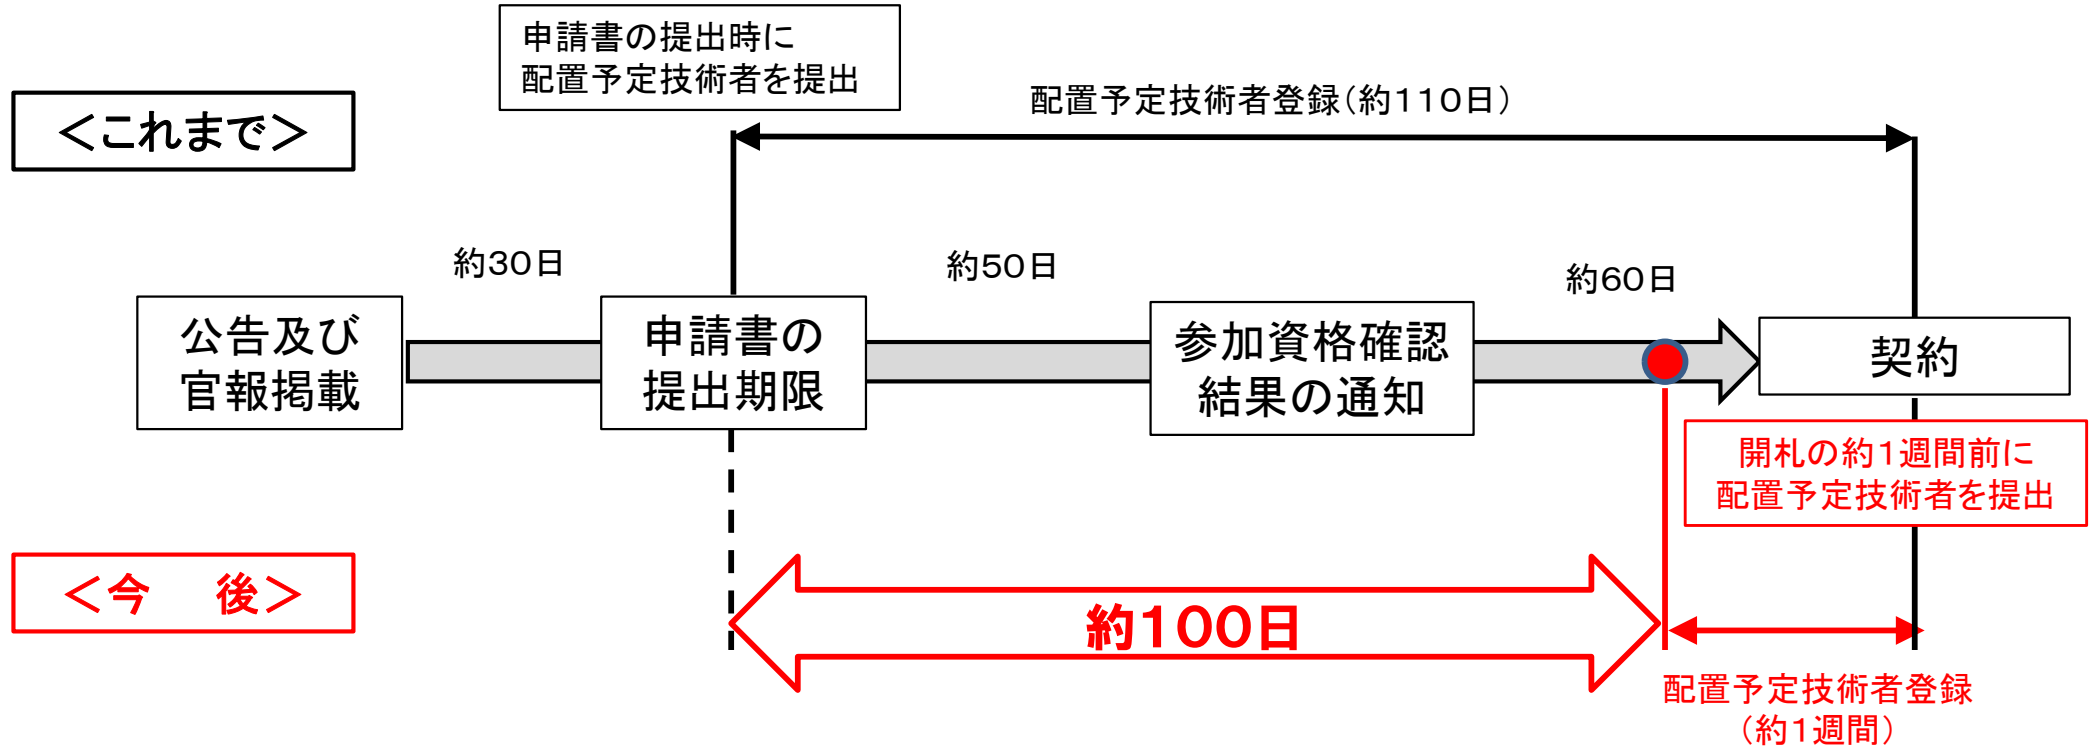 申請書の提出時に
配置予定技術者を提出
＜これまで＞
配置予定技術者登録（約１１０日）
約３０日
約５０日
約６０日
公告及び
官報掲載
申請書の
提出期限
参加資格確認
結果の通知
契約
開札の約１週間前に
配置予定技術者を提出
＜今　後＞
約１００日
配置予定技術者登録
（約１週間）